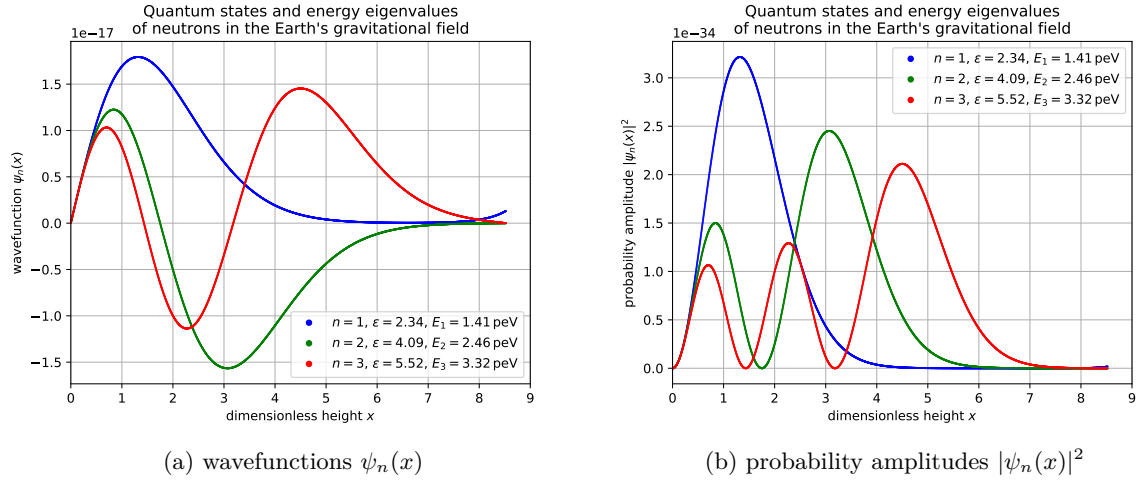 Quantum states and energy eigenvalues
of neutrons in the Earth's gravitational field
1e−17
1.5
1.0
0.5
0.0
−0.5
−1.0
−1.5
wavefunction ψₙ(x)
n = 1, ε = 2.34, E₁ = 1.41 peV
n = 2, ε = 4.09, E₂ = 2.46 peV
n = 3, ε = 5.52, E₃ = 3.32 peV
0 1 2 3 4 5 6 7 8 9
dimensionless height x
(a) wavefunctions ψₙ(x)
Quantum states and energy eigenvalues
of neutrons in the Earth's gravitational field
1e−34
n = 1, ε = 2.34, E₁ = 1.41 peV
n = 2, ε = 4.09, E₂ = 2.46 peV
n = 3, ε = 5.52, E₃ = 3.32 peV
3.0
2.5
2.0
1.5
1.0
0.5
0.0
probability amplitude |ψₙ(x)|²
0 1 2 3 4 5 6 7 8 9
dimensionless height x
(b) probability amplitudes |ψₙ(x)|²